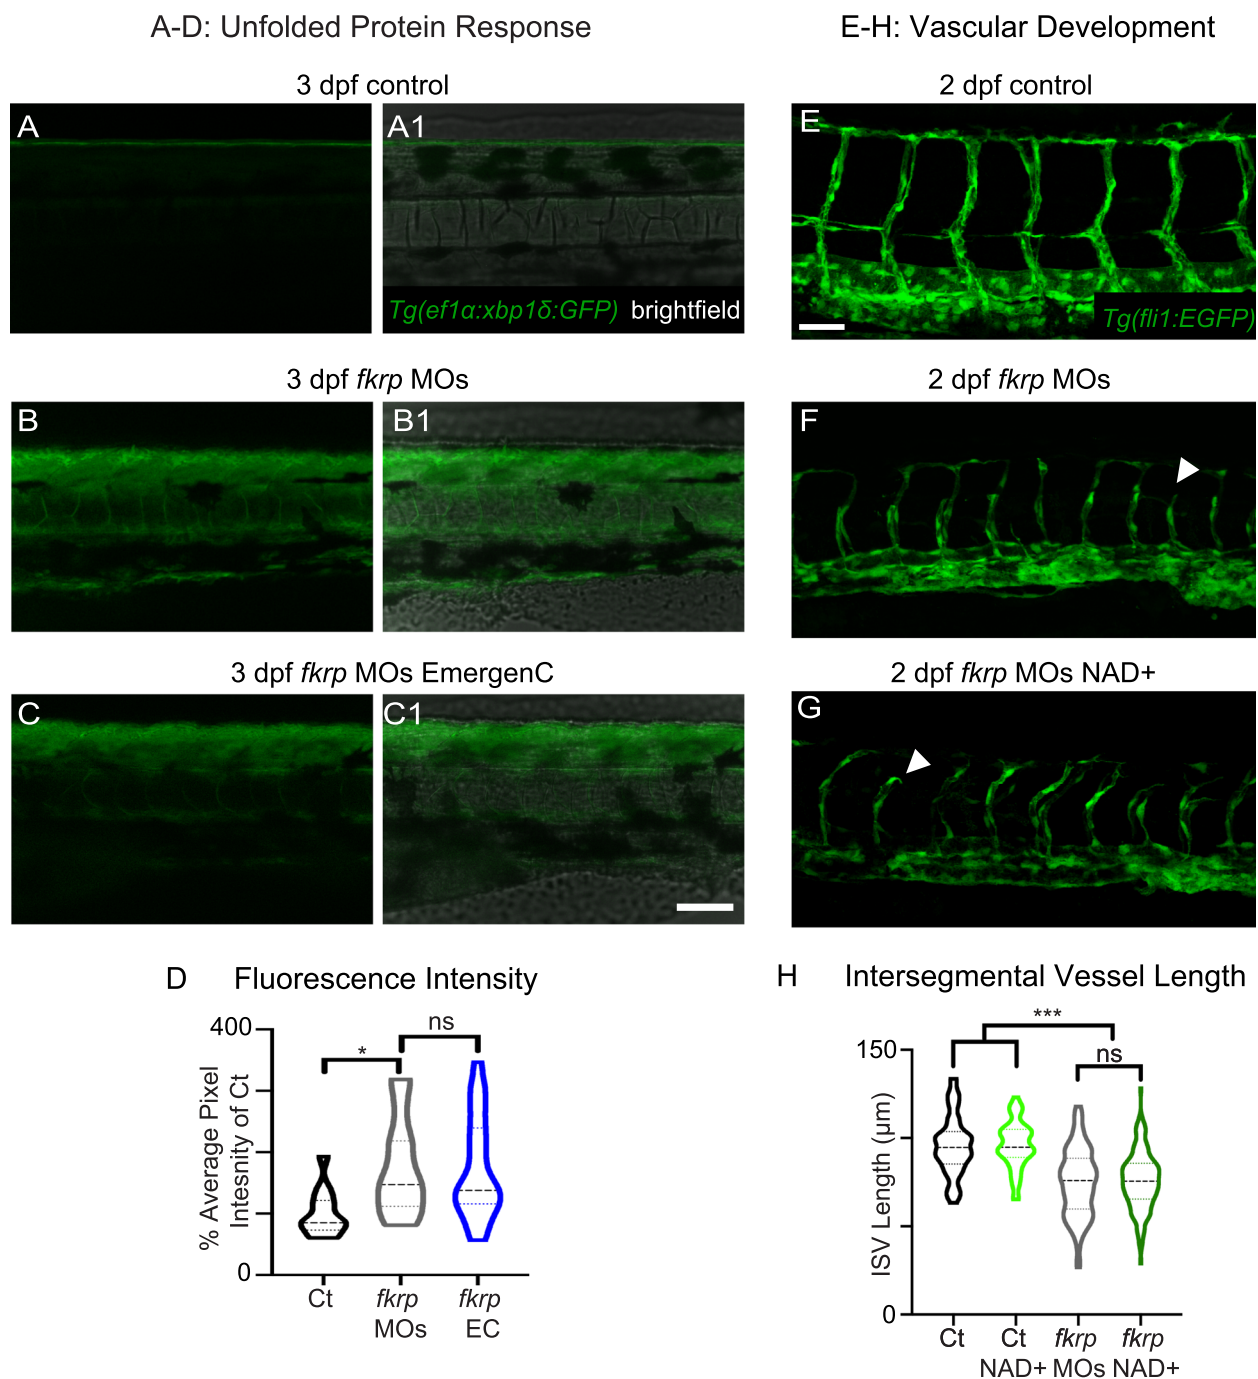 A-D: Unfolded Protein Response
E-H: Vascular Development
3 dpf control
2 dpf control
A
A1
E
Tg(ef1α:xbp1δ:GFP) brightfield
Tg(fli1:EGFP)
3 dpf fkrp MOs
2 dpf fkrp MOs
B
B1
F
3 dpf fkrp MOs EmergenC
2 dpf fkrp MOs NAD+
C
C1
G
D Fluorescence Intensity
400
ns
*
% Average Pixel
Intesnity of Ct
0
Ct
fkrp
MOs
fkrp
EC
H Intersegmental Vessel Length
***
150
ns
ISV Length (µm)
0
Ct
Ct
NAD+
fkrp
MOs
fkrp
NAD+